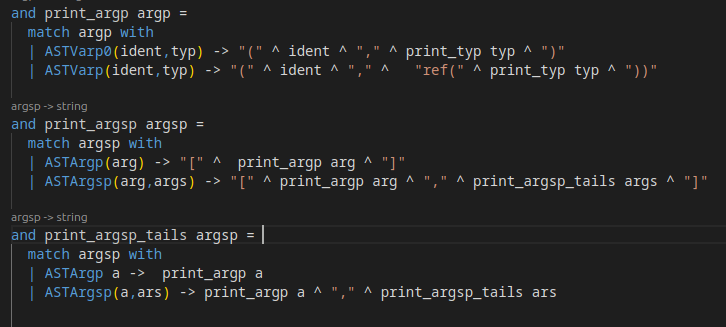 and print_argp argp =
  match argp with
  | ASTVarp0(ident,typ) -> "(" ^ ident ^ "," ^ print_typ typ ^ ")"
  | ASTVarp(ident,typ) -> "(" ^ ident ^ "," ^   "ref(" ^ print_typ typ ^ "))"
argsp -> string
and print_argsp argsp =
  match argsp with
  | ASTArgp(arg) -> "[" ^  print_argp arg ^ "]"
  | ASTArgsp(arg,args) -> "[" ^ print_argp arg ^ "," ^ print_argsp_tails args ^ "]"
argsp -> string
and print_argsp_tails argsp =
  match argsp with
  | ASTArgp a ->  print_argp a
  | ASTArgsp(a,ars) -> print_argp a ^ "," ^ print_argsp_tails ars